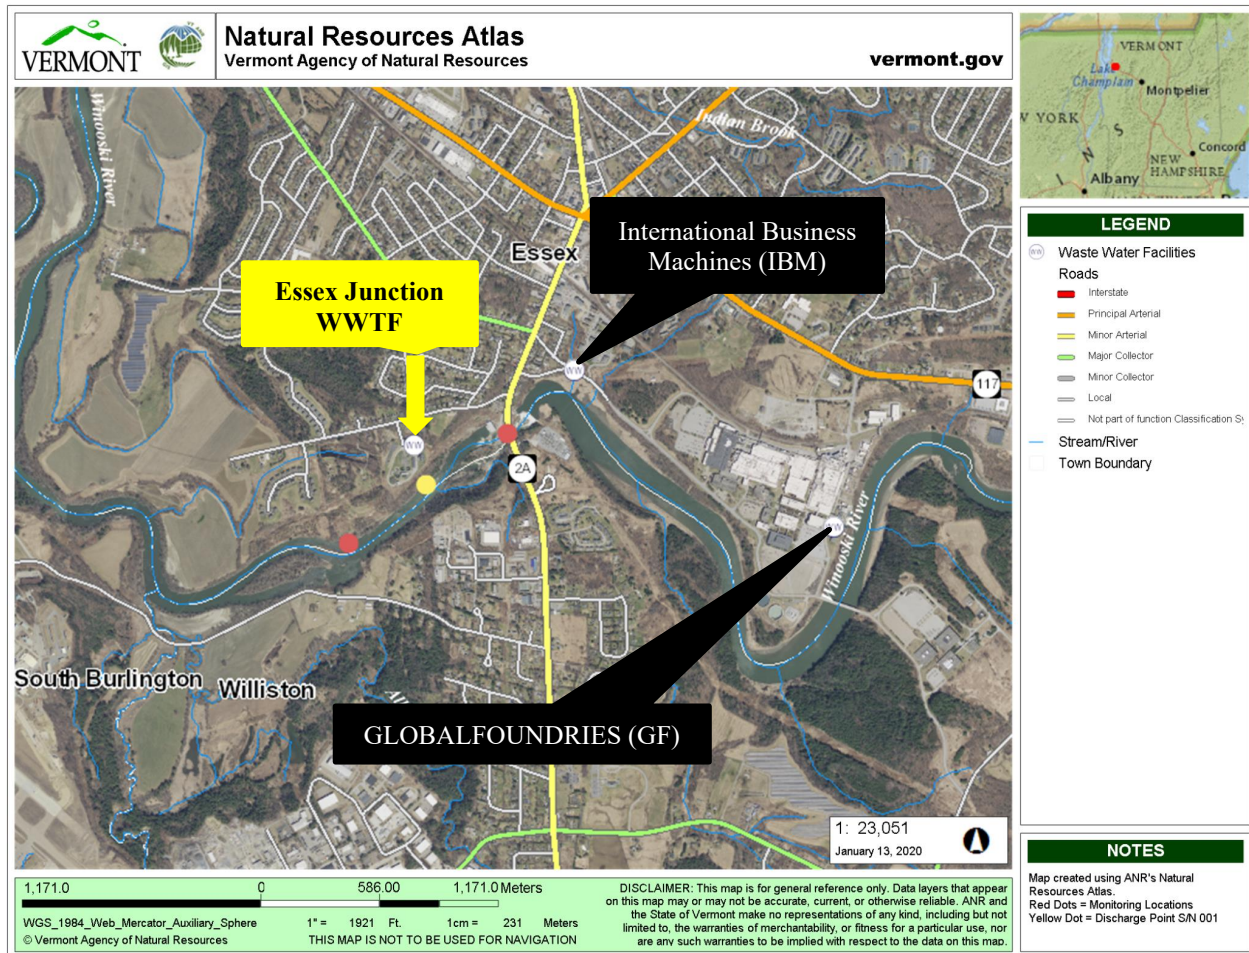 VERMONT
Natural Resources Atlas
Vermont Agency of Natural Resources
vermont.gov
VERMONT
Lake
Champlain
Montpelier
NEW
HAMPSHIRE
Concord
Albany
Winooski River
Indian Brook
Essex
International Business
Machines (IBM)
Essex Junction
WWTF
WW
WW
117
2A
WW
Winooski River
South Burlington
Williston
GLOBALFOUNDRIES (GF)
1: 23,051
January 13, 2020
LEGEND
WW
Waste Water Facilities
Roads
Interstate
Principal Arterial
Minor Arterial
Major Collector
Minor Collector
Local
Not part of function Classification Sy
Stream/River
Town Boundary
NOTES
Map created using ANR's Natural
Resources Atlas.
Red Dots = Monitoring Locations
Yellow Dot = Discharge Point S/N 001
1,171.0 0 586.00 1,171.0 Meters
WGS_1984_Web_Mercator_Auxiliary_Sphere
1" = 1921 Ft. 1cm = 231 Meters
© Vermont Agency of Natural Resources
THIS MAP IS NOT TO BE USED FOR NAVIGATION
DISCLAIMER: This map is for general reference only. Data layers that appear
on this map may or may not be accurate, current, or otherwise reliable. ANR and
the State of Vermont make no representations of any kind, including but not
limited to, the warranties of merchantability, or fitness for a particular use, nor
are any such warranties to be implied with respect to the data on this map.